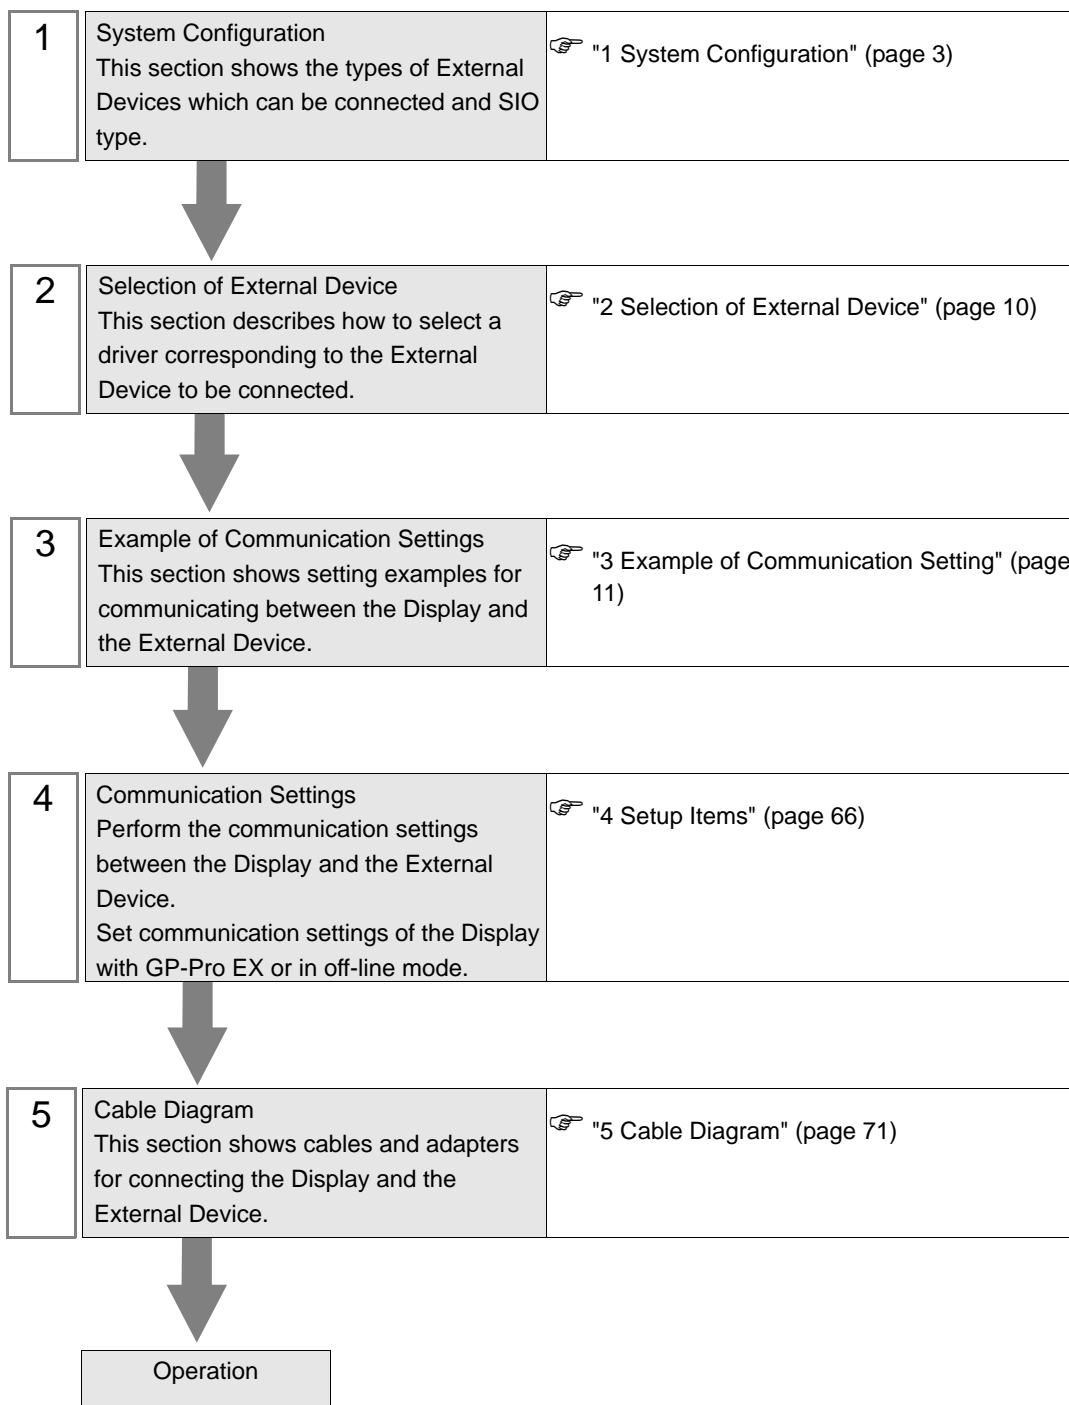 1
System Configuration
This section shows the types of External
Devices which can be connected and SIO
type.
"1 System Configuration" (page 3)
2
Selection of External Device
This section describes how to select a
driver corresponding to the External
Device to be connected.
"2 Selection of External Device" (page 10)
3
Example of Communication Settings
This section shows setting examples for
communicating between the Display and
the External Device.
"3 Example of Communication Setting" (page
11)
4
Communication Settings
Perform the communication settings
between the Display and the External
Device.
Set communication settings of the Display
with GP-Pro EX or in off-line mode.
"4 Setup Items" (page 66)
5
Cable Diagram
This section shows cables and adapters
for connecting the Display and the
External Device.
"5 Cable Diagram" (page 71)
Operation